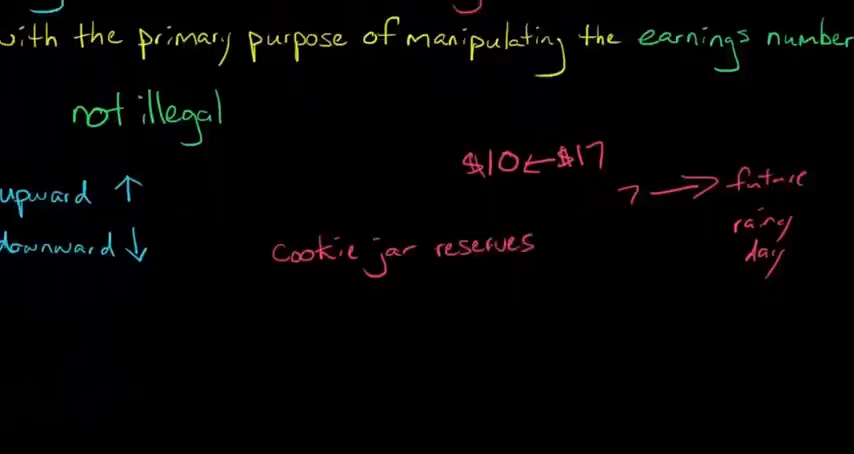 with the primary purpose of manipulating the earnings number
not illegal
$10 ← $17
upward ↑
7 → future
rainy
day
downward ↓
cookie jar reserves